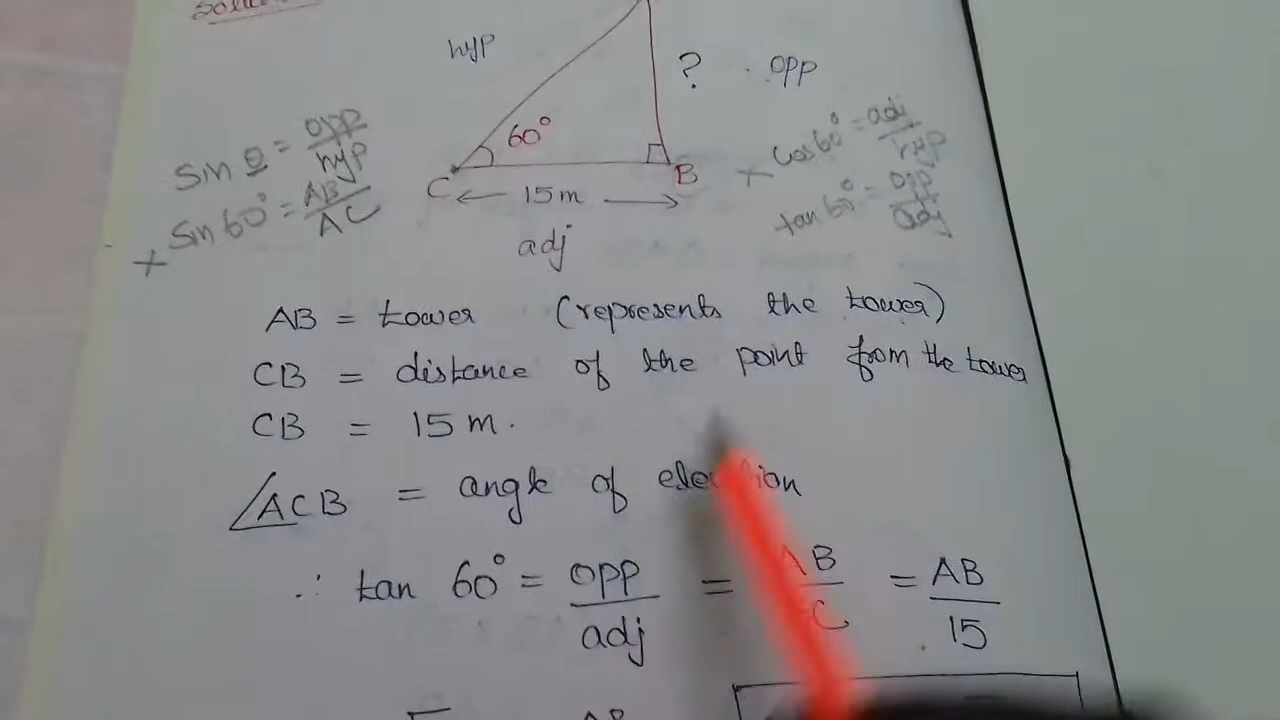 hyp
? . opp
60°
C B
15 m
adj
sin θ = opp/hyp
sin 60° = AB/AC
×
× cos 60° = adj/hyp
tan 60° = opp/adj
AB = tower (represents the tower)
CB = distance of the point from the tower
CB = 15 m.
∠ACB = angle of
∴ tan 60° = opp/adj = AB/ C = AB/15